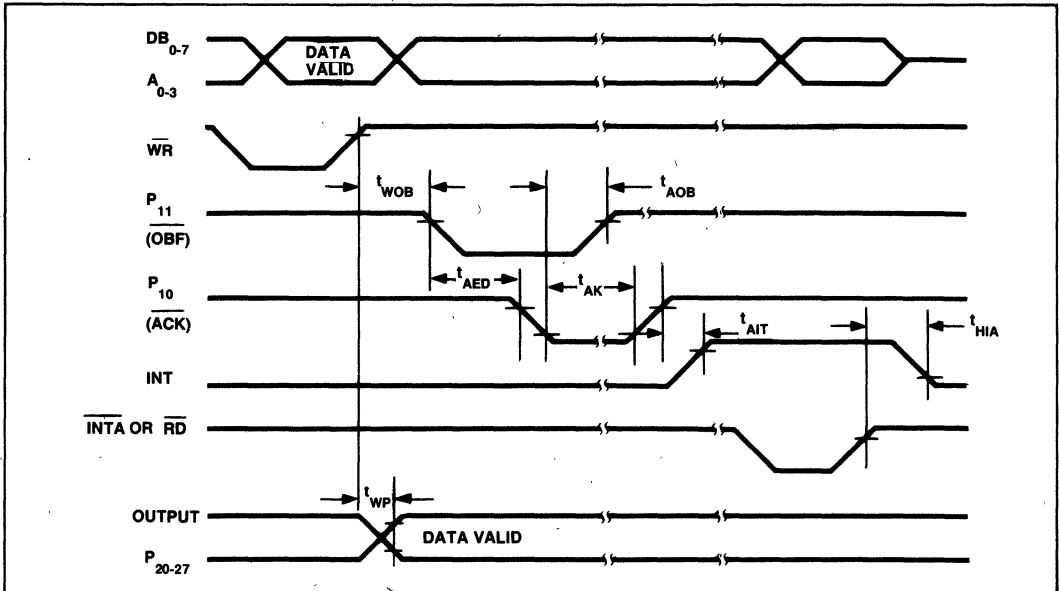 DB0-7
DATA
VALID
A0-3
WR
tWOB
tAOB
P11
(OBF)
tAED
tAK
P10
(ACK)
tAIT
tHIA
INT
INTA OR RD
tWP
OUTPUT
DATA VALID
P20-27